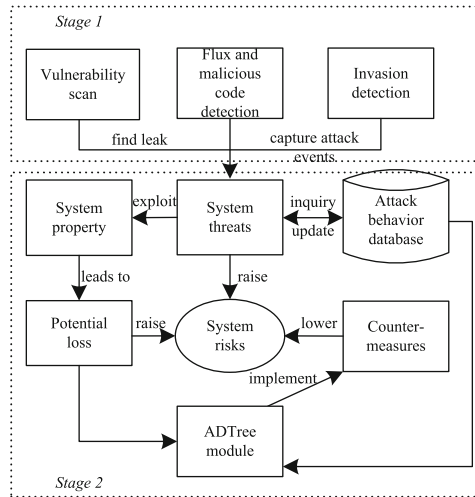 Stage 1
Vulnerability
scan
Flux and
malicious
code
detection
Invasion
detection
find leak
capture attack
events
System
property
exploit
System
threats
inquiry
update
Attack
behavior
database
leads to
raise
Potential
loss
raise
System
risks
lower
Counter-
measures
implement
ADTree
module
Stage 2